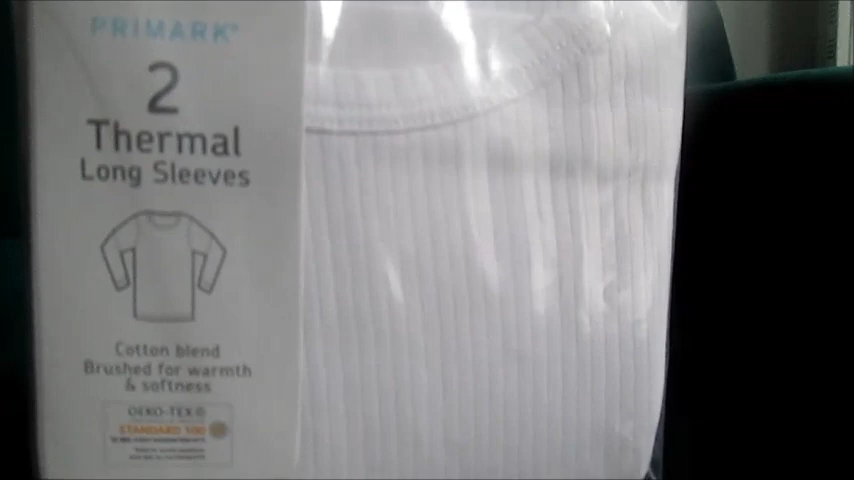 PRIMARK®
2
Thermal
Long Sleeves
Cotton blend
Brushed for warmth
& softness
OEKO-TEX®
STANDARD 100